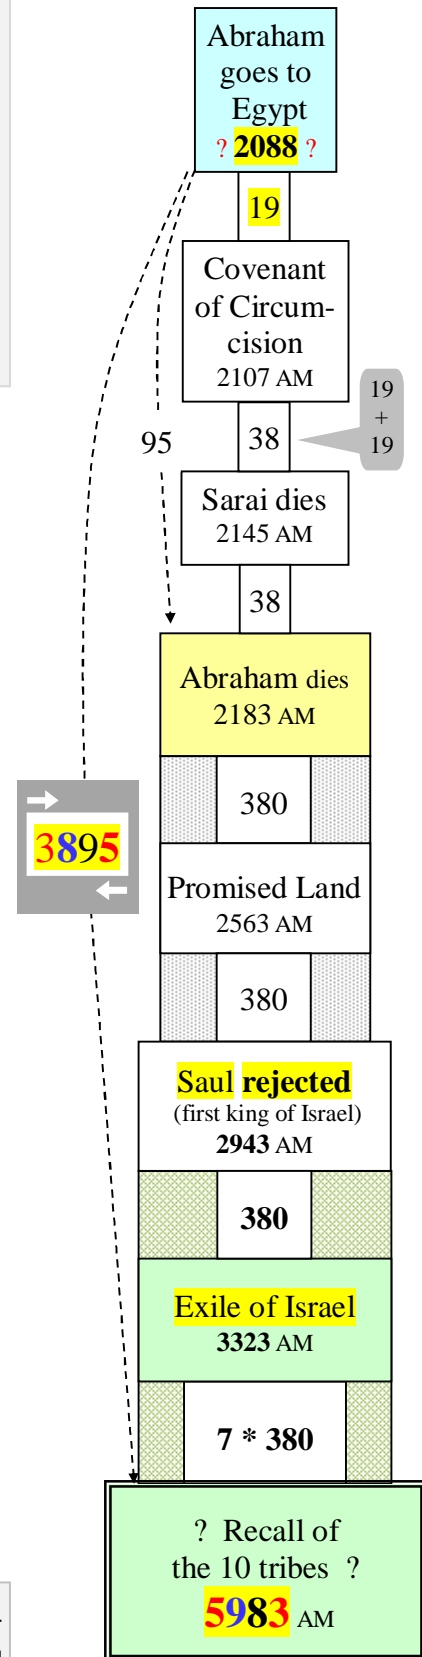 Abraham
goes to
Egypt
? 2088 ?
19
Covenant
of Circum-
cision
2107 AM
19
+
19
95
38
Sarai dies
2145 AM
38
Abraham dies
2183 AM
380
3895
Promised Land
2563 AM
380
Saul rejected
(first king of Israel)
2943 AM
380
Exile of Israel
3323 AM
7 * 380
? Recall of
the 10 tribes ?
5983 AM